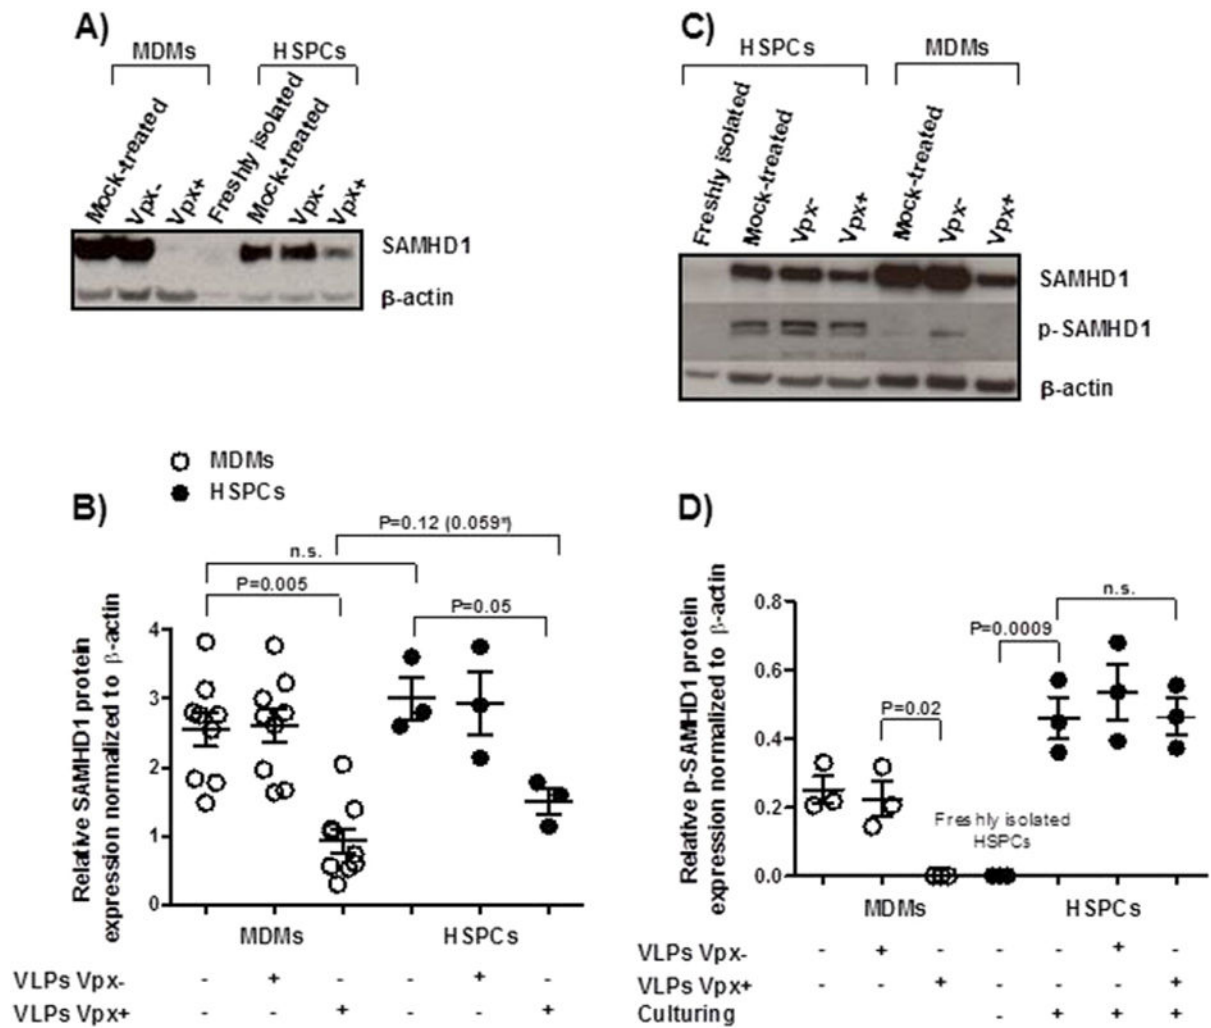 A)
MDMs
HSPCs
Mock-treated
Vpx-
Vpx+
Freshly isolated
Mock-treated
Vpx-
Vpx+
SAMHD1
β-actin
C)
HSPCs
MDMs
Freshly isolated
Mock-treated
Vpx-
Vpx+
Mock-treated
Vpx-
Vpx+
SAMHD1
p-SAMHD1
β-actin
MDMs
HSPCs
B)
P=0.12 (0.059*)
n.s.
P=0.005
P=0.05
Relative SAMHD1 protein
expression normalized to β-actin
4
3
2
1
0
MDMs
HSPCs
VLPs Vpx- - + - - + -
VLPs Vpx+ - - + - - +
D)
n.s.
P=0.0009
P=0.02
Relative p-SAMHD1 protein
expression normalized to β-actin
0.8
0.6
0.4
0.2
0.0
Freshly isolated
HSPCs
MDMs
HSPCs
VLPs Vpx- - + - - - + -
VLPs Vpx+ - - + - - - +
Culturing - + + +